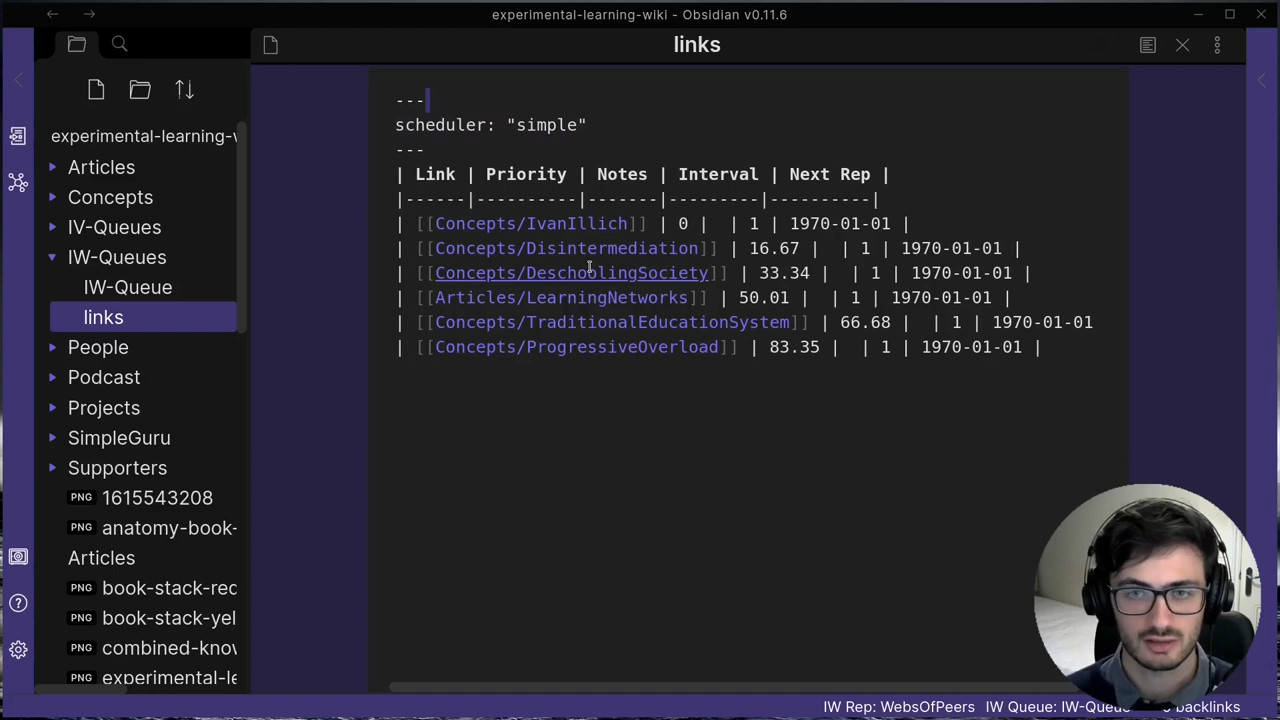 experimental-learning-wiki - Obsidian v0.11.6
links
experimental-learning-w
Articles
Concepts
IV-Queues
IW-Queues
IW-Queue
links
People
Podcast
Projects
SimpleGuru
Supporters
PNG 1615543208
PNG anatomy-book-
Articles
PNG book-stack-red
PNG book-stack-yel
PNG combined-know
PNG experimental-le
---
scheduler: "simple"
---
| Link | Priority | Notes | Interval | Next Rep |
|------|----------|-------|----------|----------|
| [[Concepts/IvanIllich]] | 0 | | 1 | 1970-01-01 |
| [[Concepts/Disintermediation]] | 16.67 | | 1 | 1970-01-01 |
| [[Concepts/DeschoolingSociety]] | 33.34 | | 1 | 1970-01-01 |
| [[Articles/LearningNetworks]] | 50.01 | | 1 | 1970-01-01 |
| [[Concepts/TraditionalEducationSystem]] | 66.68 | | 1 | 1970-01-01
| [[Concepts/ProgressiveOverload]] | 83.35 | | 1 | 1970-01-01 |
IW Rep: WebsOfPeers IW Queue: IW-Queue backlinks